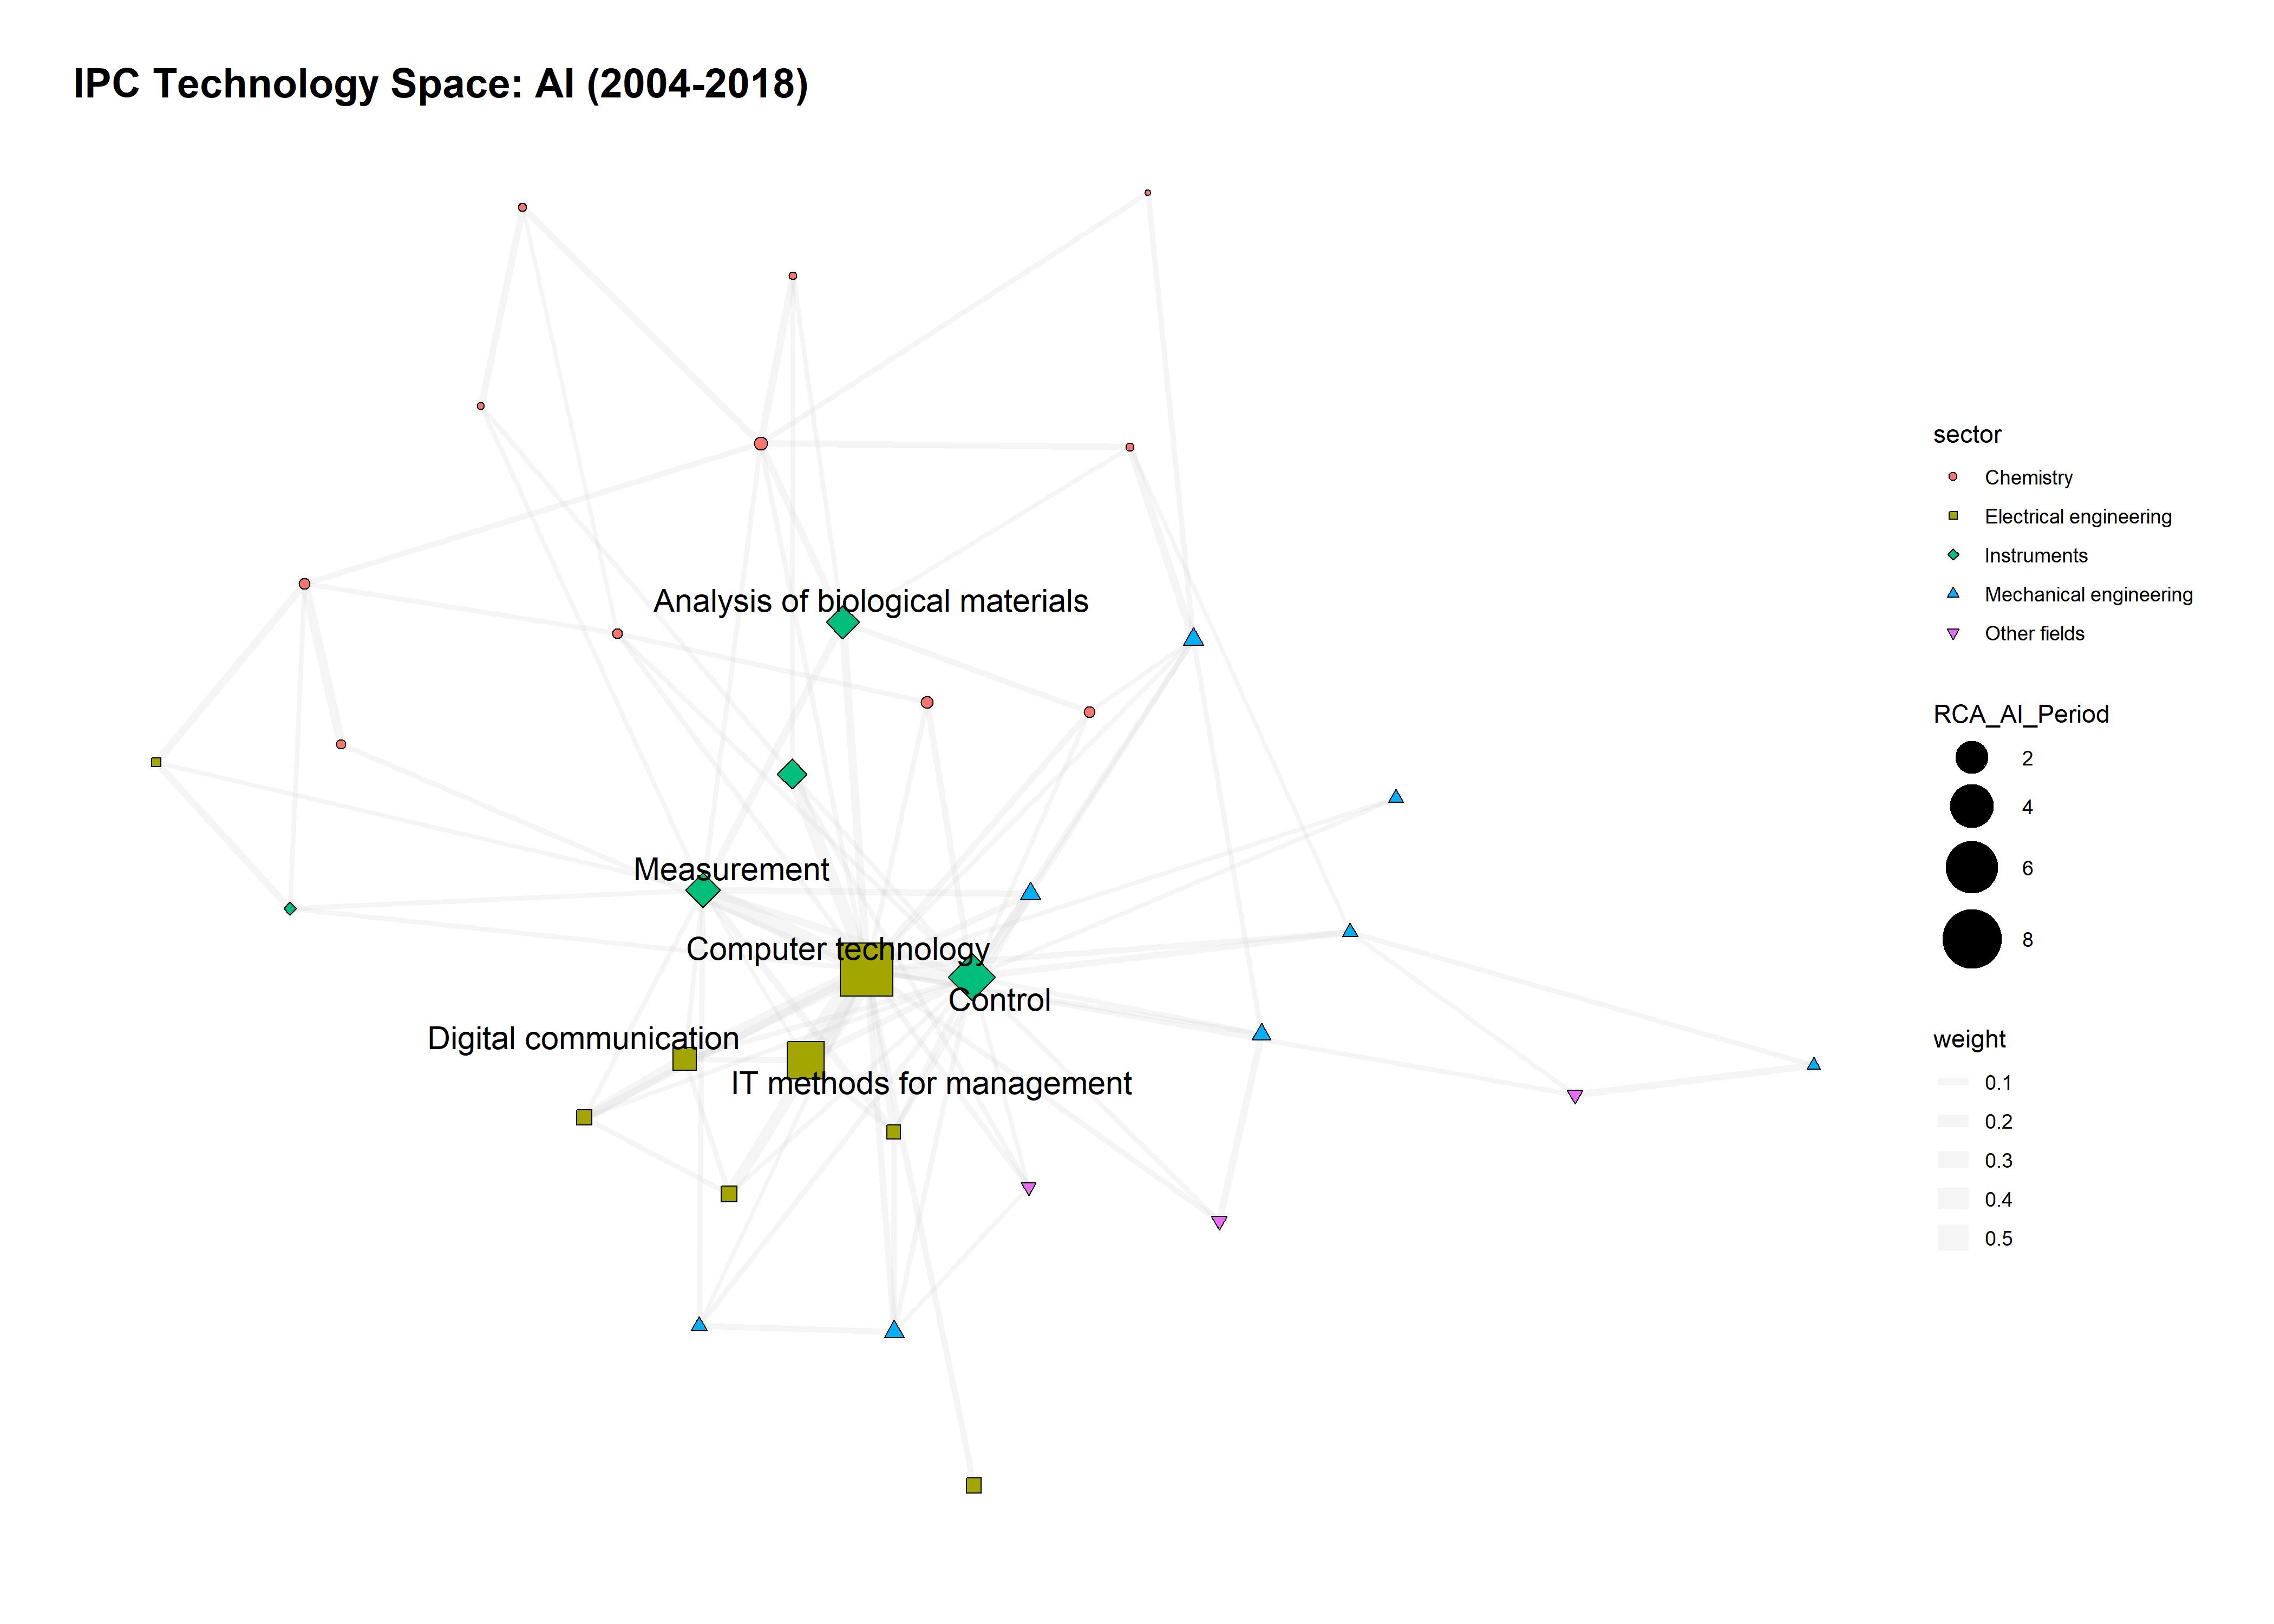 IPC Technology Space: AI (2004-2018)
Analysis of biological materials
Measurement
Computer technology
Control
Digital communication
IT methods for management
sector
Chemistry
Electrical engineering
Instruments
Mechanical engineering
Other fields
RCA_AI_Period
2
4
6
8
weight
0.1
0.2
0.3
0.4
0.5